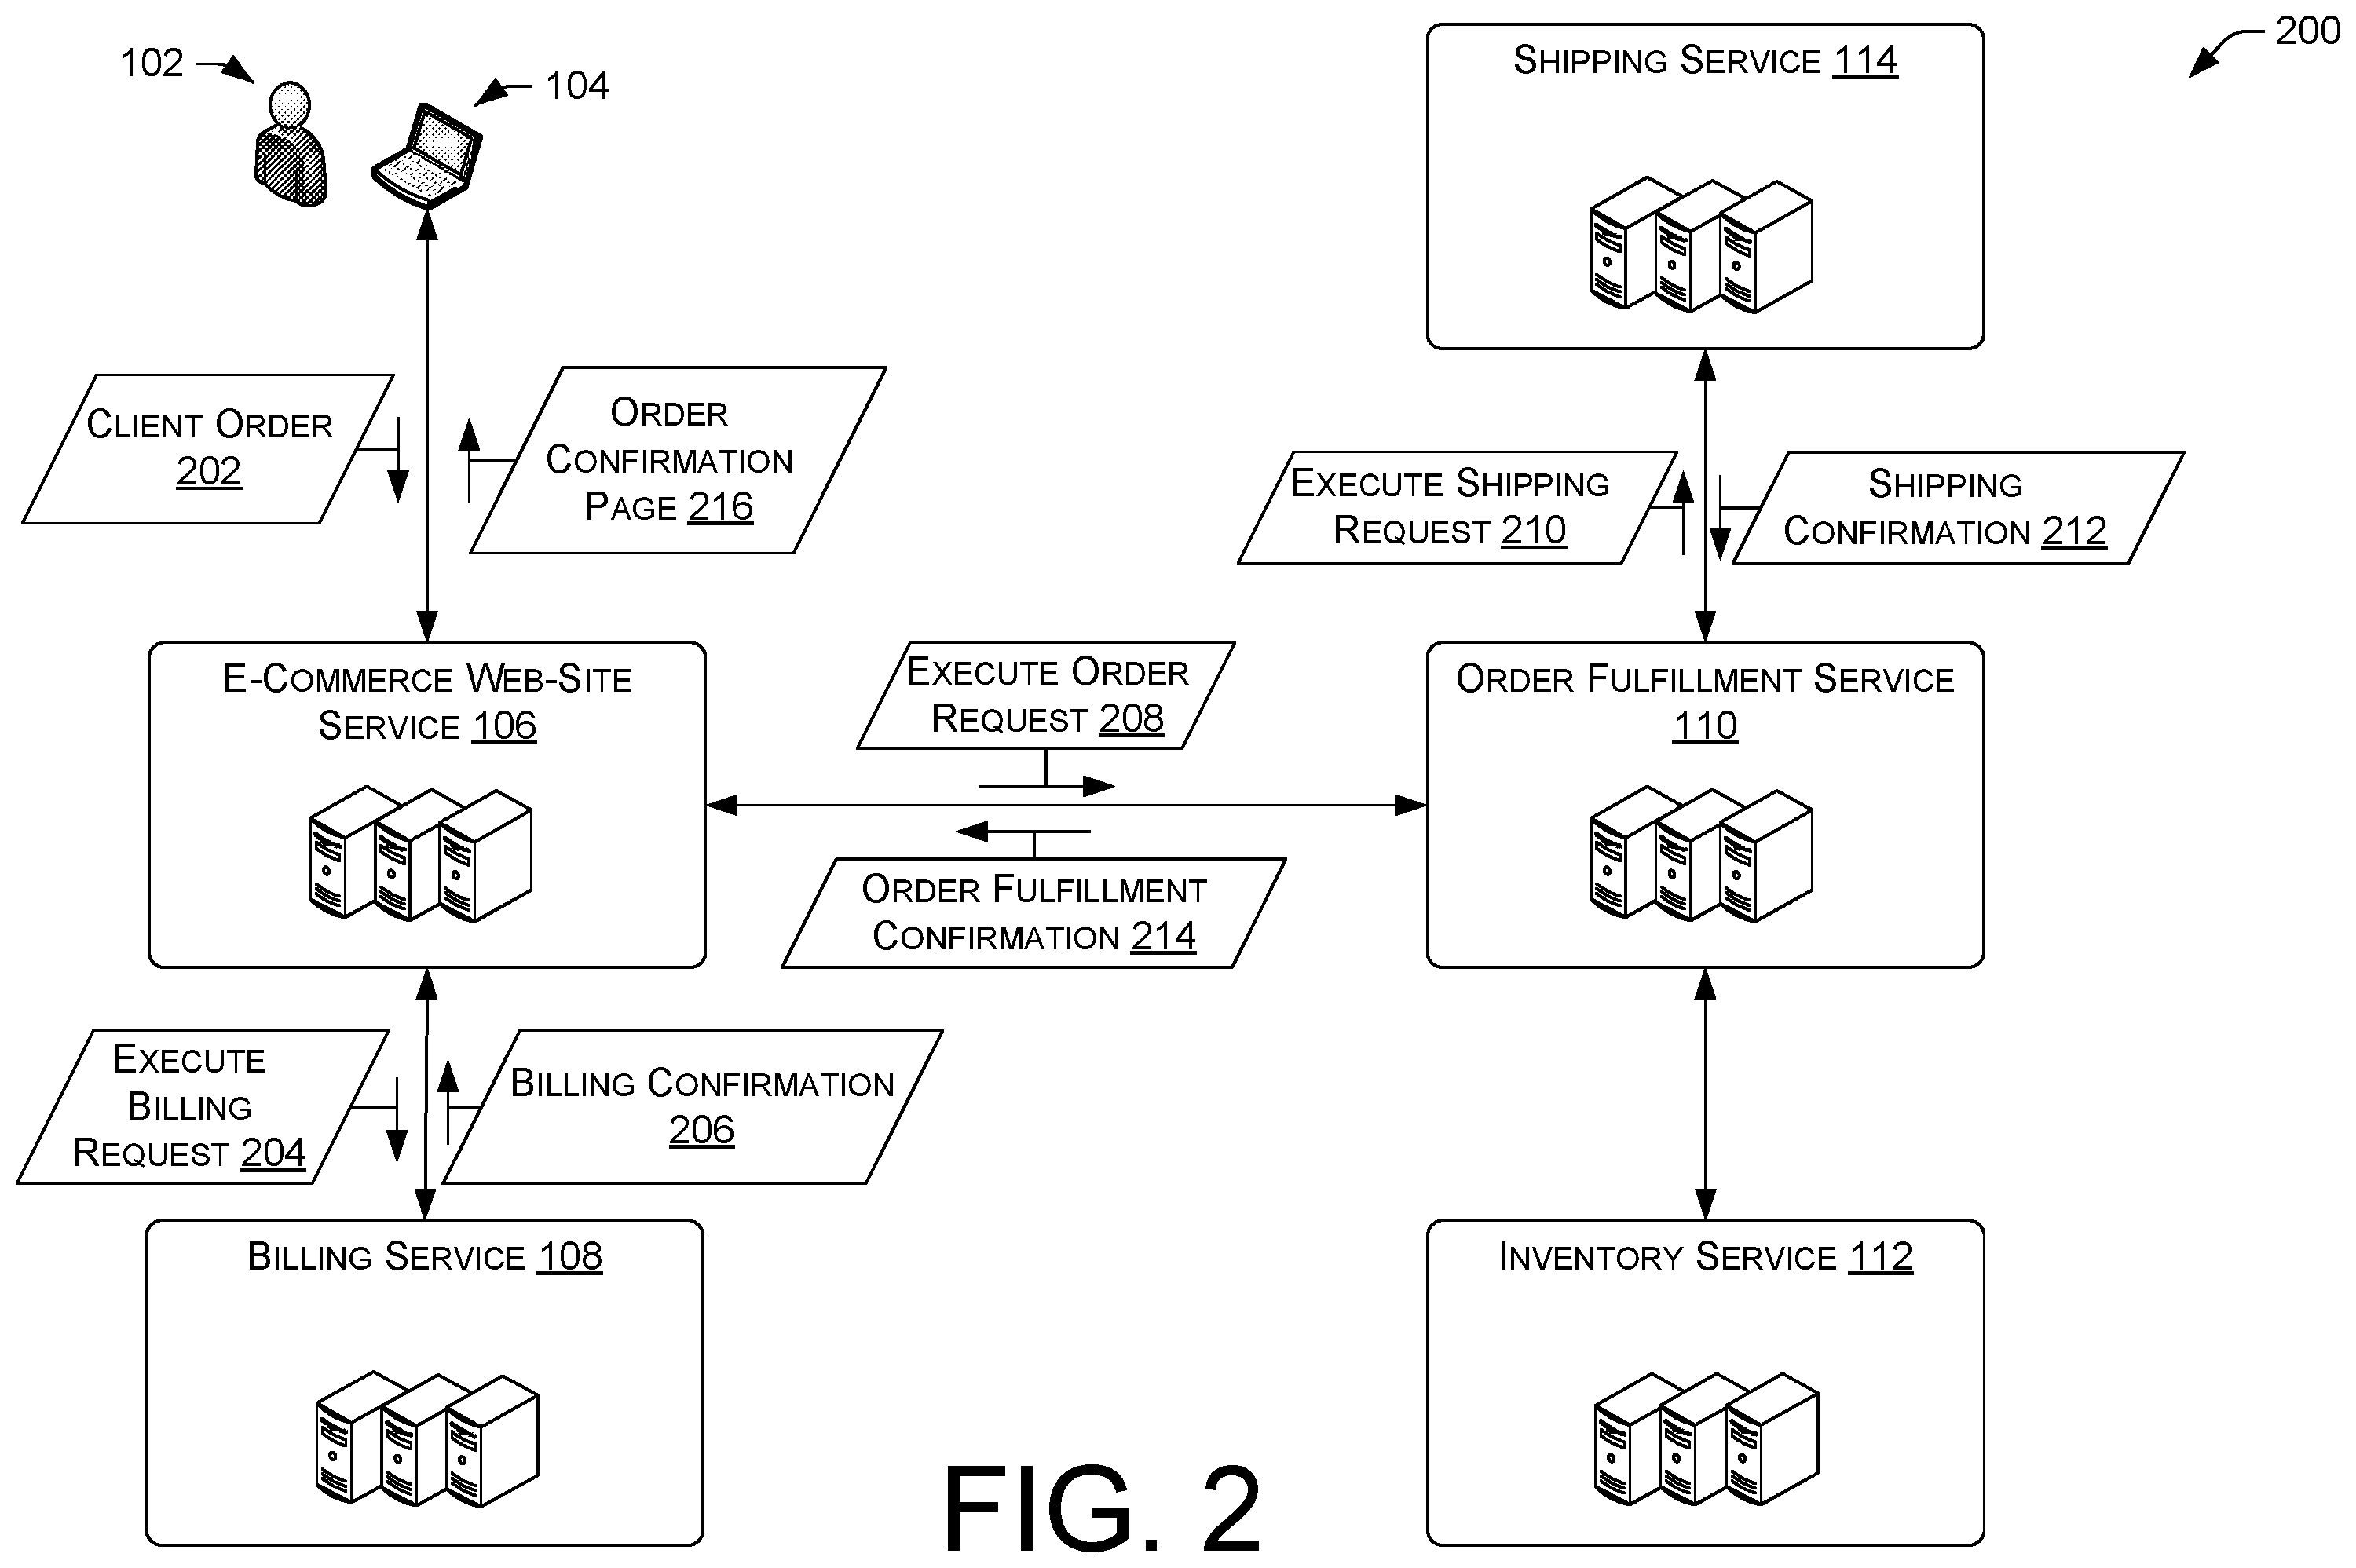 102
104
SHIPPING SERVICE 114
200
CLIENT ORDER
202
ORDER
CONFIRMATION
PAGE 216
EXECUTE SHIPPING
REQUEST 210
SHIPPING
CONFIRMATION 212
E-COMMERCE WEB-SITE
SERVICE 106
EXECUTE ORDER
REQUEST 208
ORDER FULFILLMENT SERVICE
110
ORDER FULFILLMENT
CONFIRMATION 214
EXECUTE
BILLING
REQUEST 204
BILLING CONFIRMATION
206
BILLING SERVICE 108
INVENTORY SERVICE 112
FIG. 2